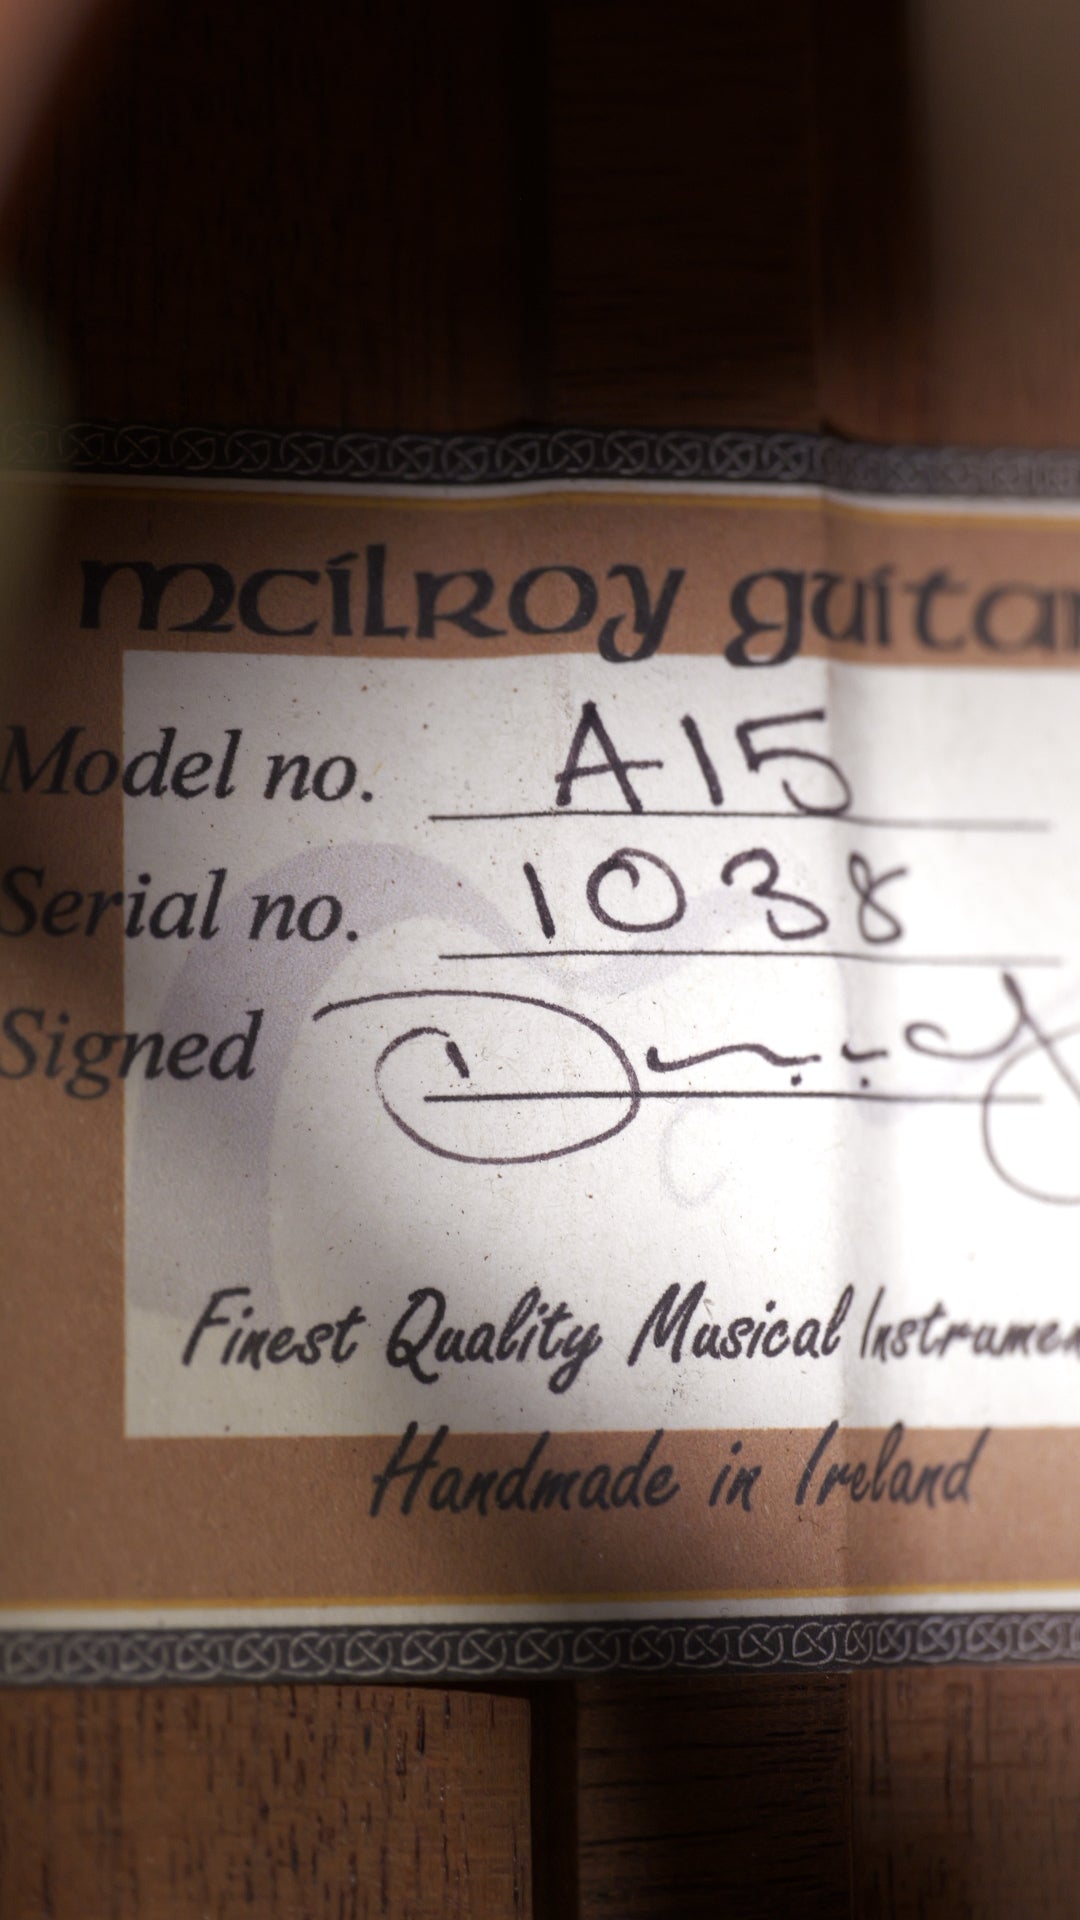 mcilroy guitar
Model no. A15
Serial no. 1038
Signed
Finest Quality Musical Instrumen
Handmade in Ireland